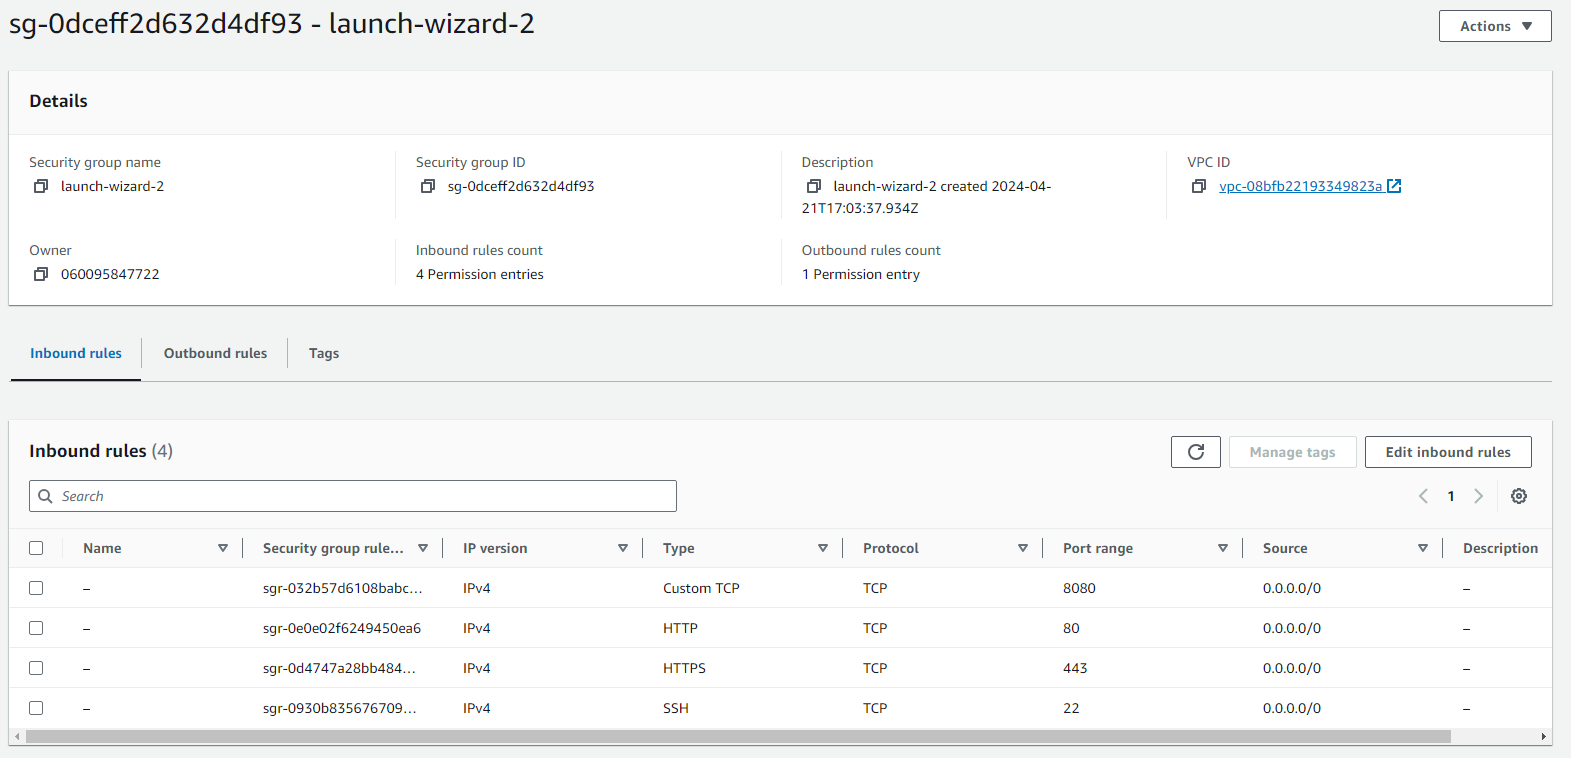 sg-0dceff2d632d4df93 - launch-wizard-2
Actions
Details
Security group name
launch-wizard-2
Security group ID
sg-0dceff2d632d4df93
Description
launch-wizard-2 created 2024-04-
21T17:03:37.934Z
VPC ID
vpc-08bfb22193349823a
Owner
060095847722
Inbound rules count
4 Permission entries
Outbound rules count
1 Permission entry
Inbound rules Outbound rules Tags
Inbound rules (4)
Manage tags
Edit inbound rules
Search
1
Name Security group rule... IP version Type Protocol Port range Source Description
– sgr-032b57d6108babc... IPv4 Custom TCP TCP 8080 0.0.0.0/0 –
– sgr-0e0e02f6249450ea6 IPv4 HTTP TCP 80 0.0.0.0/0 –
– sgr-0d4747a28bb484... IPv4 HTTPS TCP 443 0.0.0.0/0 –
– sgr-0930b835676709... IPv4 SSH TCP 22 0.0.0.0/0 –